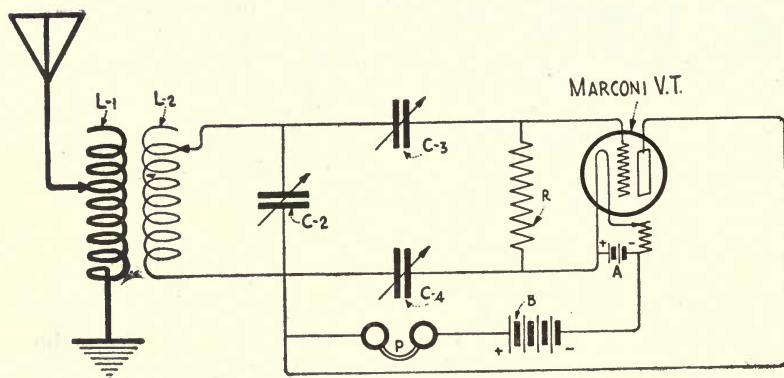 MARCONI V.T.
L-1
L-2
C-3
C-2
R
C-4
+ A -
B
P
+ -